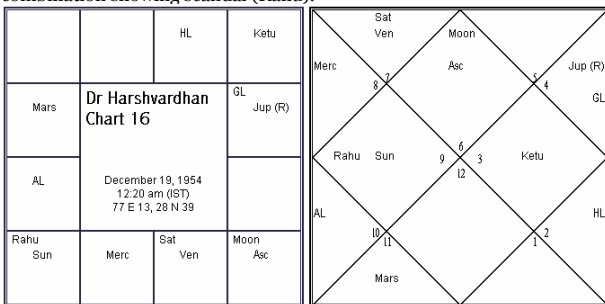 combination showing scandal (Rahu).
HL
Ketu
Mars
Dr Harshvardhan
Chart 16
GL
Jup (R)
AL
December 19, 1954
12:20 am (IST)
77 E 13, 28 N 39
Rahu
Sun
Merc
Sat
Ven
Moon
Asc
Sat
Ven
Moon
Asc
Merc
7
8
5
4
Jup (R)
GL
Rahu Sun
9
6
3
12
Ketu
AL
10
11
2
1
HL
Mars